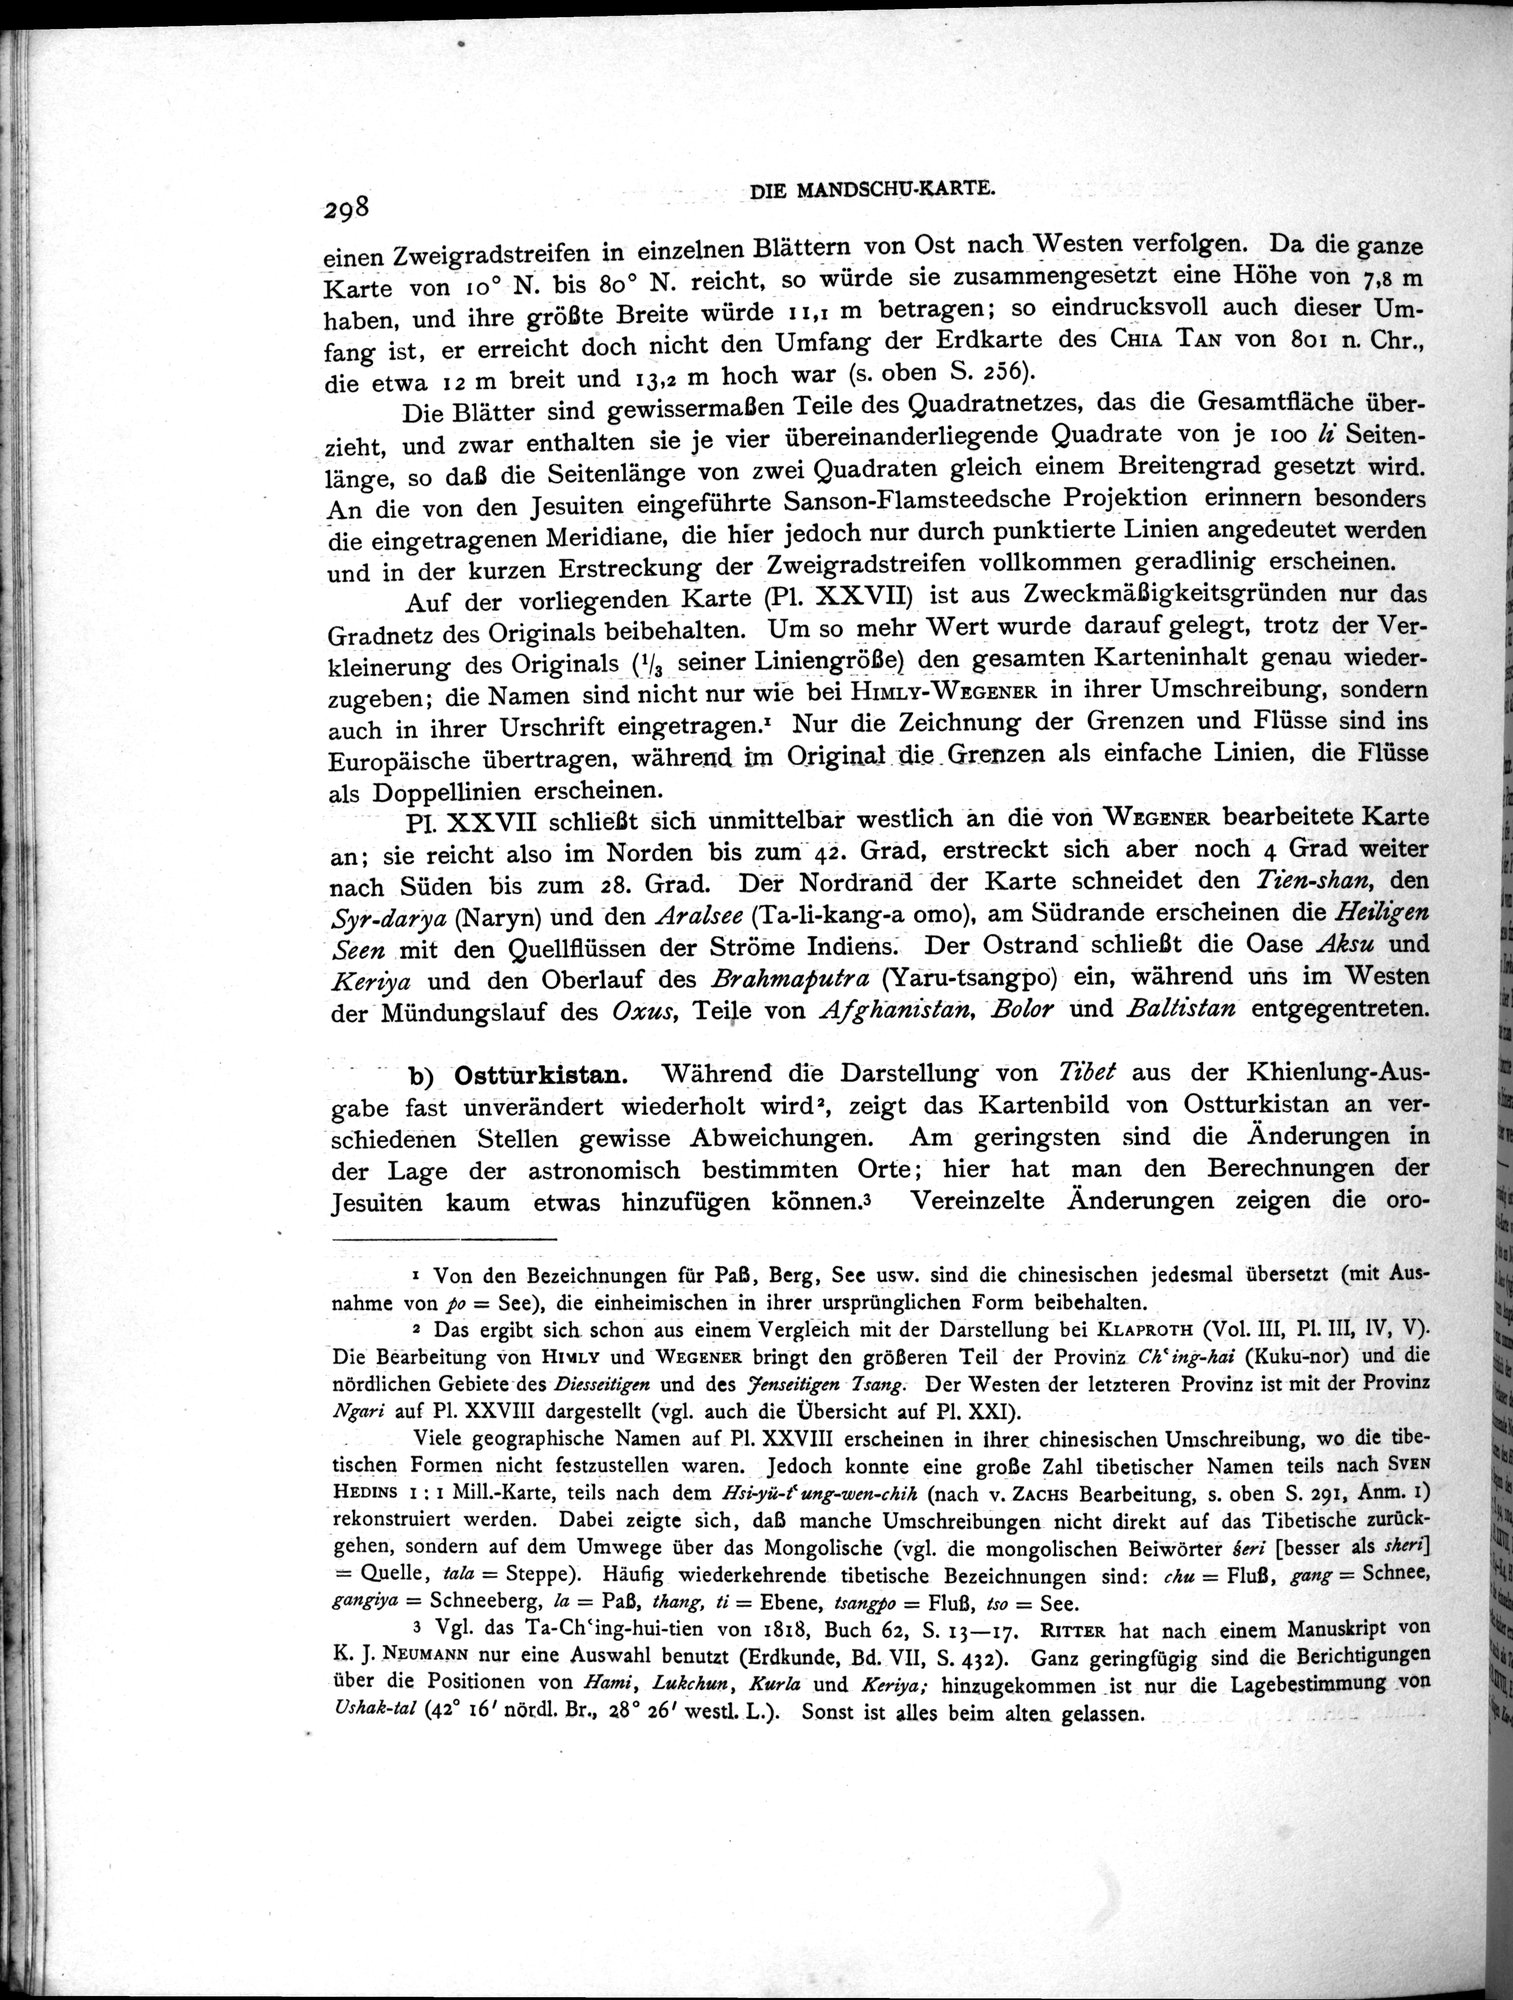 298
DIE MANDSCHU-KARTE.
einen Zweigradstreifen in einzelnen Blättern von Ost nach Westen verfolgen. Da die ganze
Karte von 10° N. bis 80° N. reicht, so würde sie zusammengesetzt eine Höhe von 7,8 m
haben, und ihre größte Breite würde 11,1 m betragen; so eindrucksvoll auch dieser Um-
fang ist, er erreicht doch nicht den Umfang der Erdkarte des CHIA TAN von 801 n. Chr.,
die etwa 12 m breit und 13,2 m hoch war (s. oben S. 256).
Die Blätter sind gewissermaßen Teile des Quadratnetzes, das die Gesamtfläche über-
zieht, und zwar enthalten sie je vier übereinanderliegende Quadrate von je 100 li Seiten-
länge, so daß die Seitenlänge von zwei Quadraten gleich einem Breitengrad gesetzt wird.
An die von den Jesuiten eingeführte Sanson-Flamsteedsche Projektion erinnern besonders
die eingetragenen Meridiane, die hier jedoch nur durch punktierte Linien angedeutet werden
und in der kurzen Erstreckung der Zweigradstreifen vollkommen geradlinig erscheinen.
Auf der vorliegenden Karte (Pl. XXVII) ist aus Zweckmäßigkeitsgründen nur das
Gradnetz des Originals beibehalten. Um so mehr Wert wurde darauf gelegt, trotz der Ver-
kleinerung des Originals (1/3 seiner Liniengröße) den gesamten Karteninhalt genau wieder-
zugeben; die Namen sind nicht nur wie bei HIMLY-WEGENER in ihrer Umschreibung, sondern
auch in ihrer Urschrift eingetragen.¹ Nur die Zeichnung der Grenzen und Flüsse sind ins
Europäische übertragen, während im Original die Grenzen als einfache Linien, die Flüsse
als Doppellinien erscheinen.
Pl. XXVII schließt sich unmittelbar westlich an die von WEGENER bearbeitete Karte
an; sie reicht also im Norden bis zum 42. Grad, erstreckt sich aber noch 4 Grad weiter
nach Süden bis zum 28. Grad. Der Nordrand der Karte schneidet den Tien-shan, den
Syr-darya (Naryn) und den Aralsee (Ta-li-kang-a omo), am Südrande erscheinen die Heiligen
Seen mit den Quellflüssen der Ströme Indiens. Der Ostrand schließt die Oase Aksu und
Keriya und den Oberlauf des Brahmaputra (Yaru-tsangpo) ein, während uns im Westen
der Mündungslauf des Oxus, Teile von Afghanistan, Bolor und Baltistan entgegentreten.
b) Ostturkistan. Während die Darstellung von Tibet aus der Khienlung-Aus-
gabe fast unverändert wiederholt wird², zeigt das Kartenbild von Ostturkistan an ver-
schiedenen Stellen gewisse Abweichungen. Am geringsten sind die Änderungen in
der Lage der astronomisch bestimmten Orte; hier hat man den Berechnungen der
Jesuiten kaum etwas hinzufügen können.³ Vereinzelte Änderungen zeigen die oro-
¹ Von den Bezeichnungen für Paß, Berg, See usw. sind die chinesischen jedesmal übersetzt (mit Aus-
nahme von po = See), die einheimischen in ihrer ursprünglichen Form beibehalten.
² Das ergibt sich schon aus einem Vergleich mit der Darstellung bei KLAPROTH (Vol. III, Pl. III, IV, V).
Die Bearbeitung von HIMLY und WEGENER bringt den größeren Teil der Provinz Chʻing-hai (Kuku-nor) und die
nördlichen Gebiete des Diesseitigen und des Jenseitigen Tsang. Der Westen der letzteren Provinz ist mit der Provinz
Ngari auf Pl. XXVIII dargestellt (vgl. auch die Übersicht auf Pl. XXI).
Viele geographische Namen auf Pl. XXVIII erscheinen in ihrer chinesischen Umschreibung, wo die tibe-
tischen Formen nicht festzustellen waren. Jedoch konnte eine große Zahl tibetischer Namen teils nach SVEN
HEDINS 1 : 1 Mill.-Karte, teils nach dem Hsi-yü-tʻung-wen-chih (nach v. ZACHS Bearbeitung, s. oben S. 291, Anm. 1)
rekonstruiert werden. Dabei zeigte sich, daß manche Umschreibungen nicht direkt auf das Tibetische zurück-
gehen, sondern auf dem Umwege über das Mongolische (vgl. die mongolischen Beiwörter śeri [besser als sheri]
= Quelle, tala = Steppe). Häufig wiederkehrende tibetische Bezeichnungen sind: chu = Fluß, gang = Schnee,
gangiya = Schneeberg, la = Paß, thang, ti = Ebene, tsangpo = Fluß, tso = See.
³ Vgl. das Ta-Chʻing-hui-tien von 1818, Buch 62, S. 13—17. RITTER hat nach einem Manuskript von
K. J. NEUMANN nur eine Auswahl benutzt (Erdkunde, Bd. VII, S. 432). Ganz geringfügig sind die Berichtigungen
über die Positionen von Hami, Lukchun, Kurla und Keriya; hinzugekommen ist nur die Lagebestimmung von
Ushak-tal (42° 16′ nördl. Br., 28° 26′ westl. L.). Sonst ist alles beim alten gelassen.